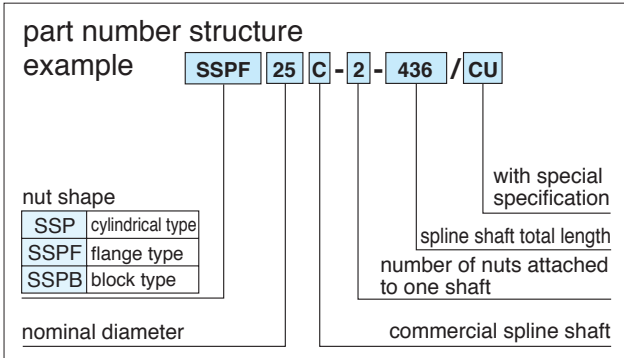 part number structure
example
SSPF 25 C - 2 - 436 / CU
with special
specification
nut shape
SSP cylindrical type
SSPF flange type
SSPB block type
spline shaft total length
number of nuts attached
to one shaft
nominal diameter
commercial spline shaft